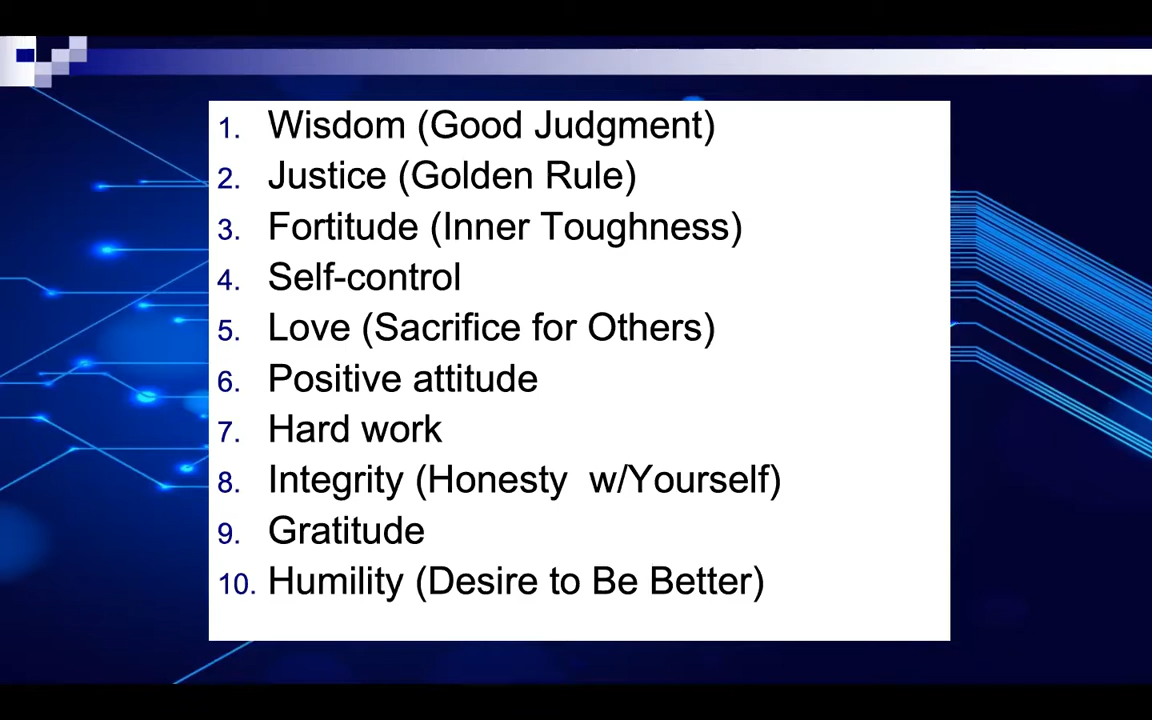 1. Wisdom (Good Judgment)
2. Justice (Golden Rule)
3. Fortitude (Inner Toughness)
4. Self-control
5. Love (Sacrifice for Others)
6. Positive attitude
7. Hard work
8. Integrity (Honesty  w/Yourself)
9. Gratitude
10. Humility (Desire to Be Better)